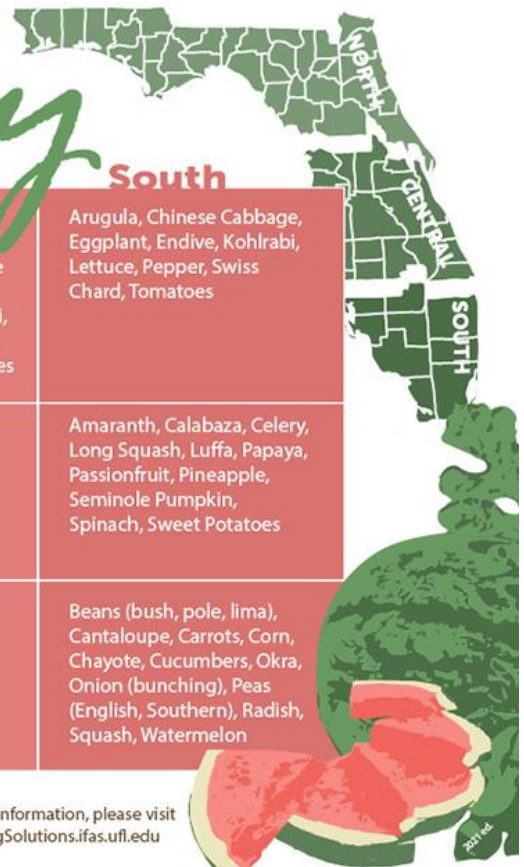 y
South
NORTH
CENTRAL
SOUTH
Arugula, Chinese Cabbage,
Eggplant, Endive, Kohlrabi,
Lettuce, Pepper, Swiss
Chard, Tomatoes
Amaranth, Calabaza, Celery,
Long Squash, Luffa, Papaya,
Passionfruit, Pineapple,
Seminole Pumpkin,
Spinach, Sweet Potatoes
Beans (bush, pole, lima),
Cantaloupe, Carrots, Corn,
Chayote, Cucumbers, Okra,
Onion (bunching), Peas
(English, Southern), Radish,
Squash, Watermelon
nformation, please visit
gSolutions.ifas.ufl.edu
2021 ed.